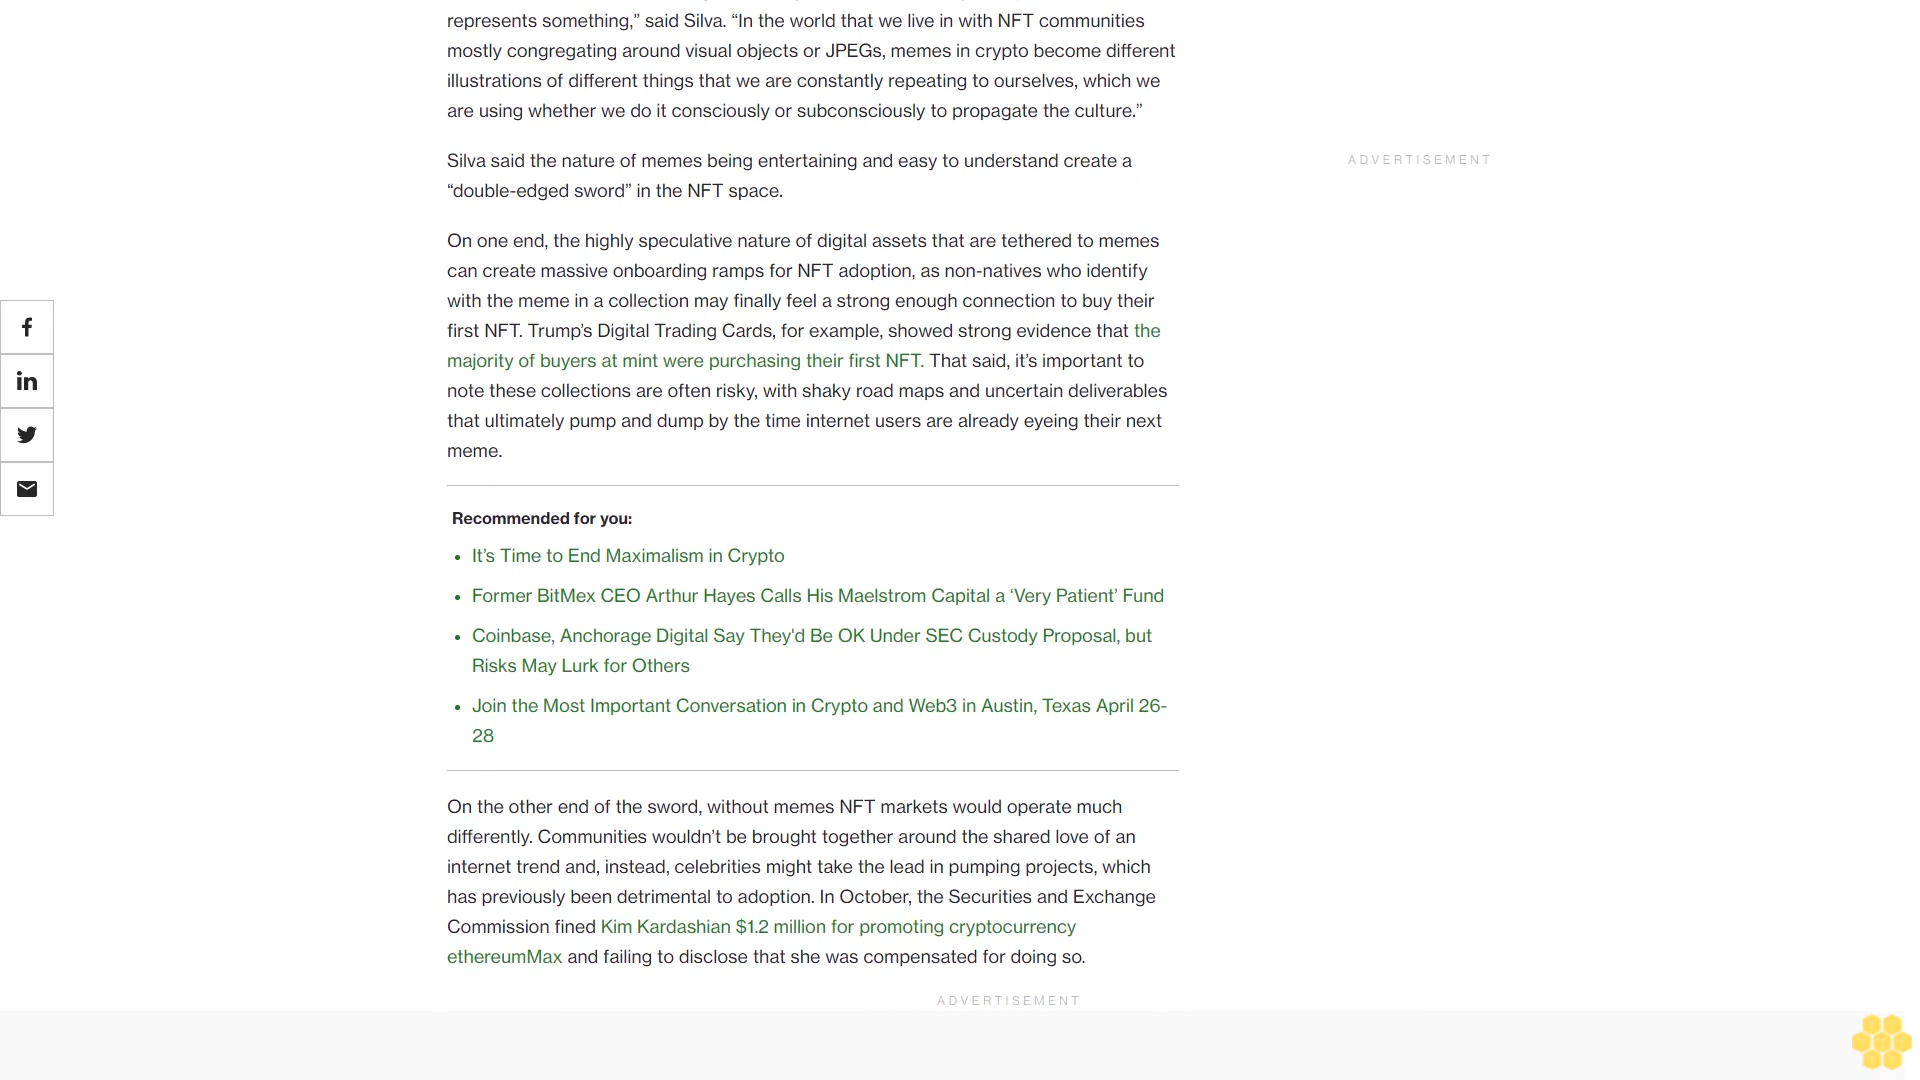 represents something,” said Silva. “In the world that we live in with NFT communities
mostly congregating around visual objects or JPEGs, memes in crypto become different
illustrations of different things that we are constantly repeating to ourselves, which we
are using whether we do it consciously or subconsciously to propagate the culture.”
Silva said the nature of memes being entertaining and easy to understand create a
“double-edged sword” in the NFT space.
ADVERTISEMENT
On one end, the highly speculative nature of digital assets that are tethered to memes
can create massive onboarding ramps for NFT adoption, as non-natives who identify
with the meme in a collection may finally feel a strong enough connection to buy their
first NFT. Trump’s Digital Trading Cards, for example, showed strong evidence that the
majority of buyers at mint were purchasing their first NFT. That said, it’s important to
note these collections are often risky, with shaky road maps and uncertain deliverables
that ultimately pump and dump by the time internet users are already eyeing their next
meme.
Recommended for you:
• It’s Time to End Maximalism in Crypto
• Former BitMex CEO Arthur Hayes Calls His Maelstrom Capital a ‘Very Patient’ Fund
• Coinbase, Anchorage Digital Say They'd Be OK Under SEC Custody Proposal, but
Risks May Lurk for Others
• Join the Most Important Conversation in Crypto and Web3 in Austin, Texas April 26-
28
On the other end of the sword, without memes NFT markets would operate much
differently. Communities wouldn’t be brought together around the shared love of an
internet trend and, instead, celebrities might take the lead in pumping projects, which
has previously been detrimental to adoption. In October, the Securities and Exchange
Commission fined Kim Kardashian $1.2 million for promoting cryptocurrency
ethereumMax and failing to disclose that she was compensated for doing so.
ADVERTISEMENT